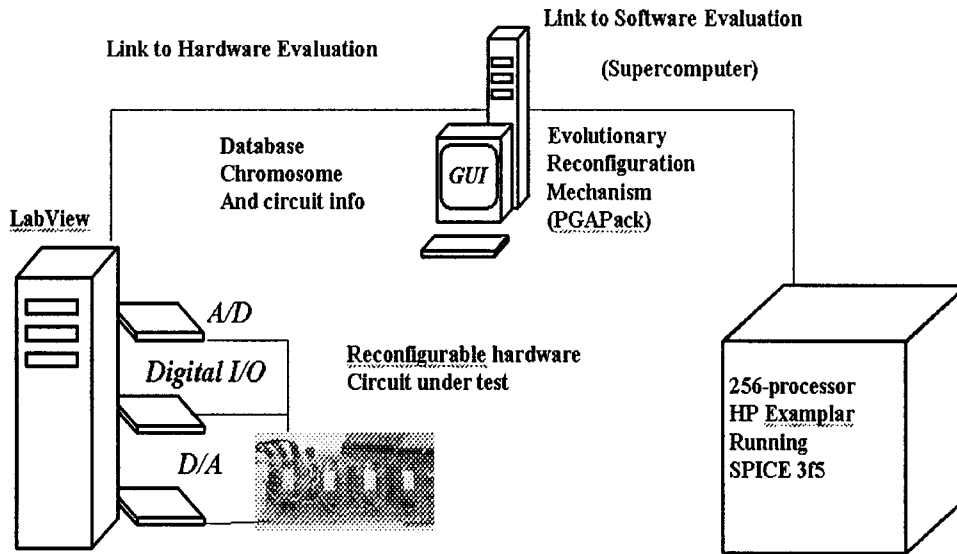 Link to Software Evaluation
(Supercomputer)
Link to Hardware Evaluation
Database
Chromosome
And circuit info
GUI
Evolutionary
Reconfiguration
Mechanism
(PGAPack)
LabView
A/D
Digital I/O
D/A
Reconfigurable hardware
Circuit under test
256-processor
HP Examplar
Running
SPICE 3f5